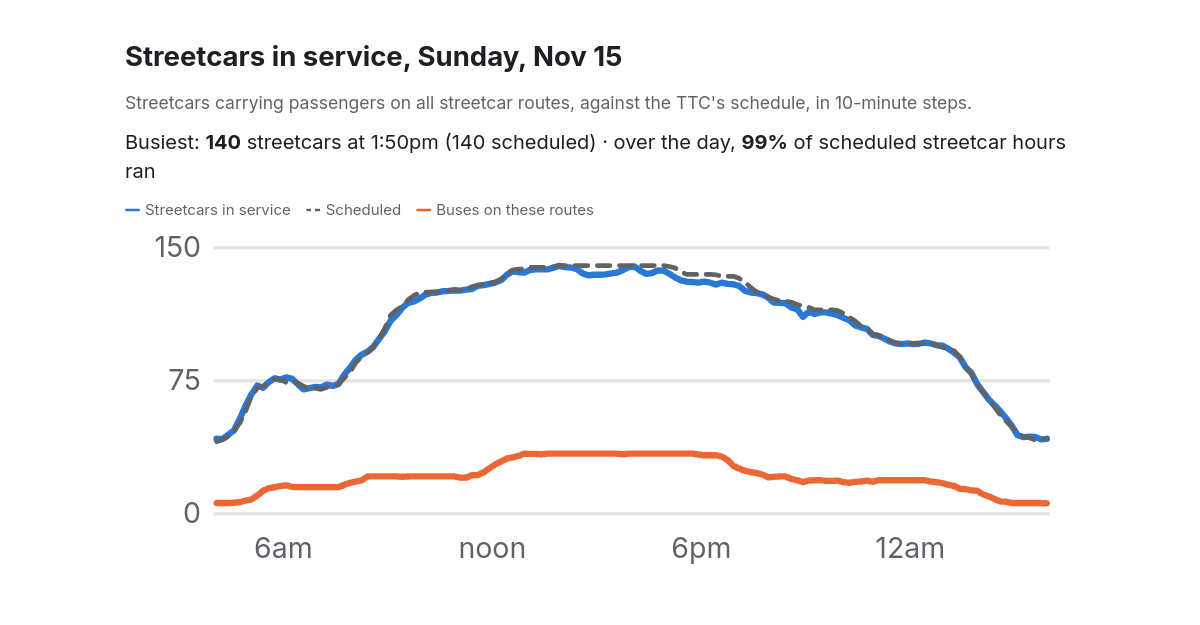 Streetcars in service, Sunday, Nov 15
Streetcars carrying passengers on all streetcar routes, against the TTC's schedule, in 10-minute steps.
Busiest: 140 streetcars at 1:50pm (140 scheduled) · over the day, 99% of scheduled streetcar hours
ran
Streetcars in service Scheduled Buses on these routes
150
75
0
6am noon 6pm 12am